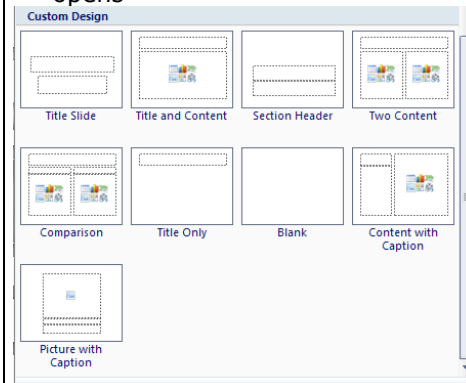 opens
Custom Design
Title Slide
Title and Content
Section Header
Two Content
Comparison
Title Only
Blank
Content with
Caption
Picture with
Caption